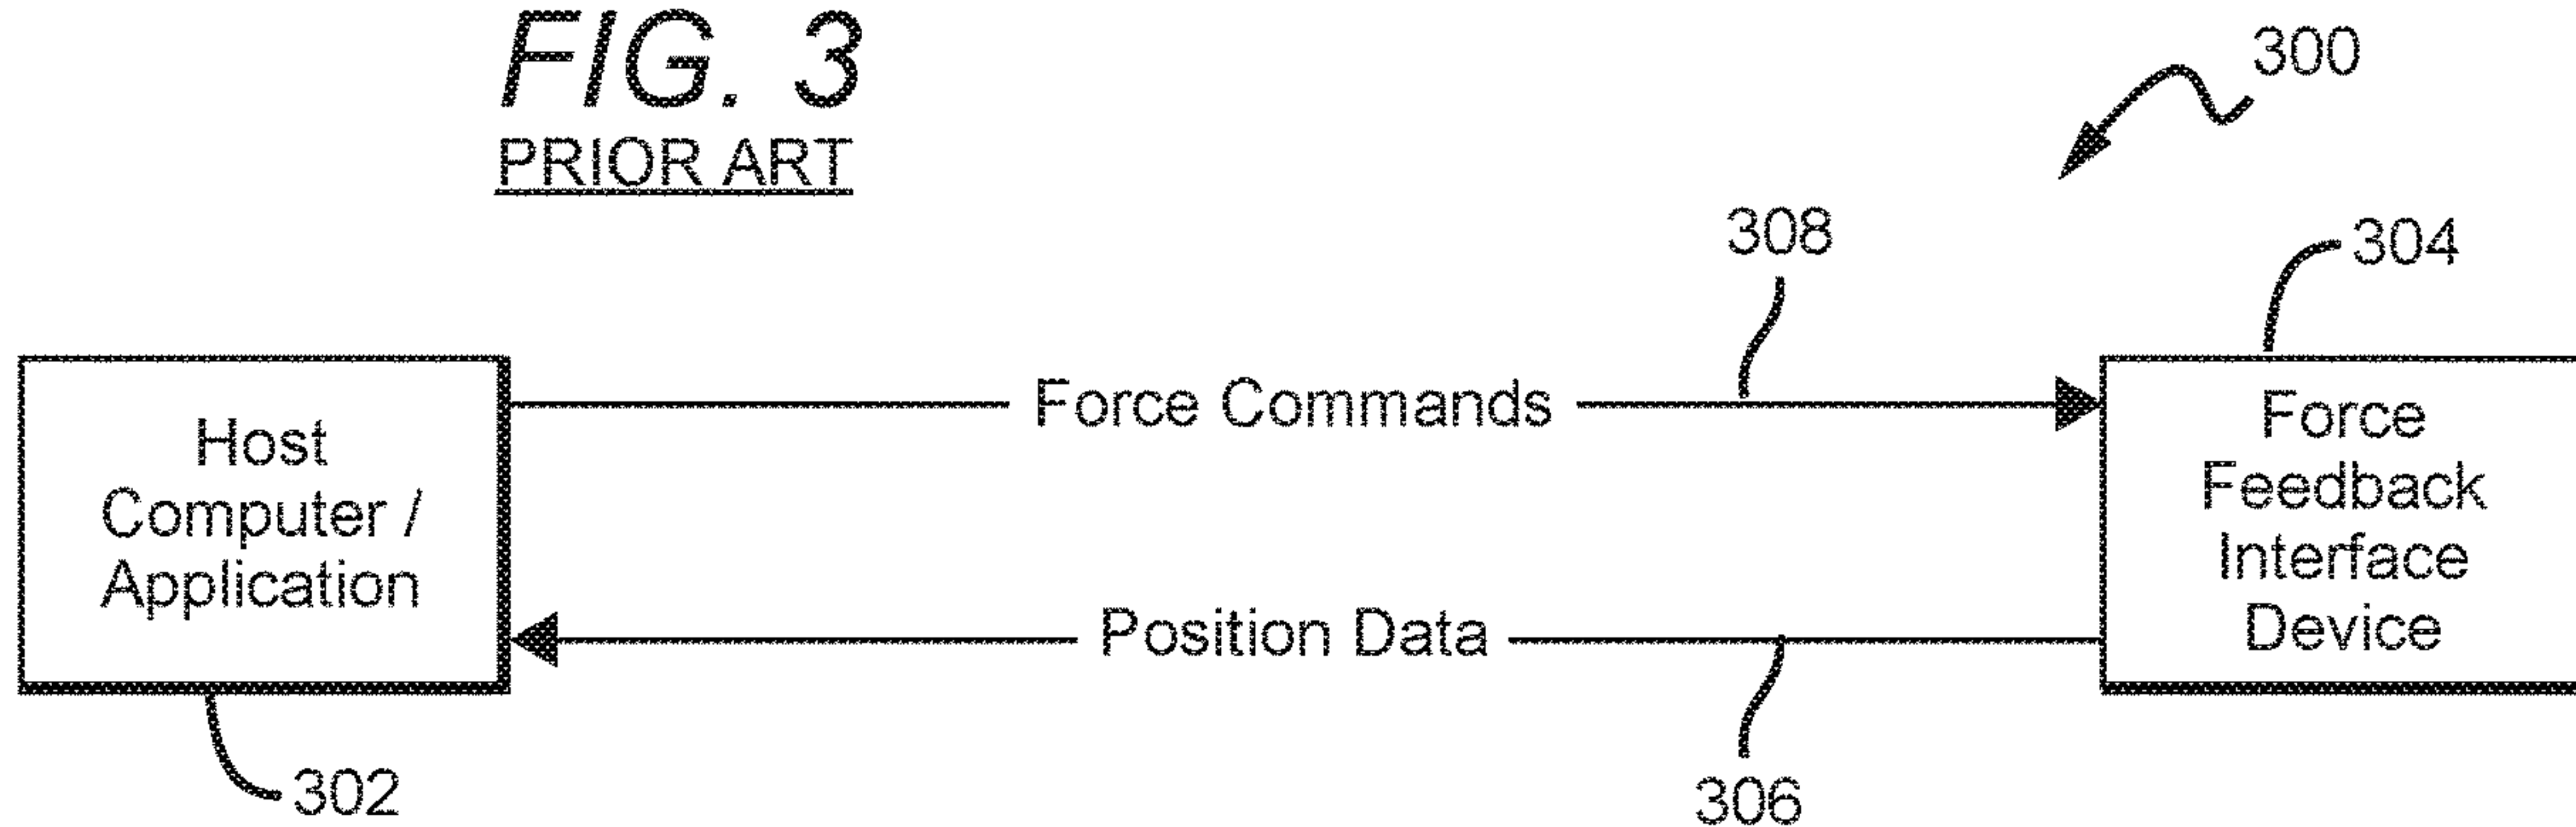 FIG. 3
PRIOR ART
300
308
304
Host
Computer /
Application
Force Commands
Force
Feedback
Interface
Device
Position Data
302
306